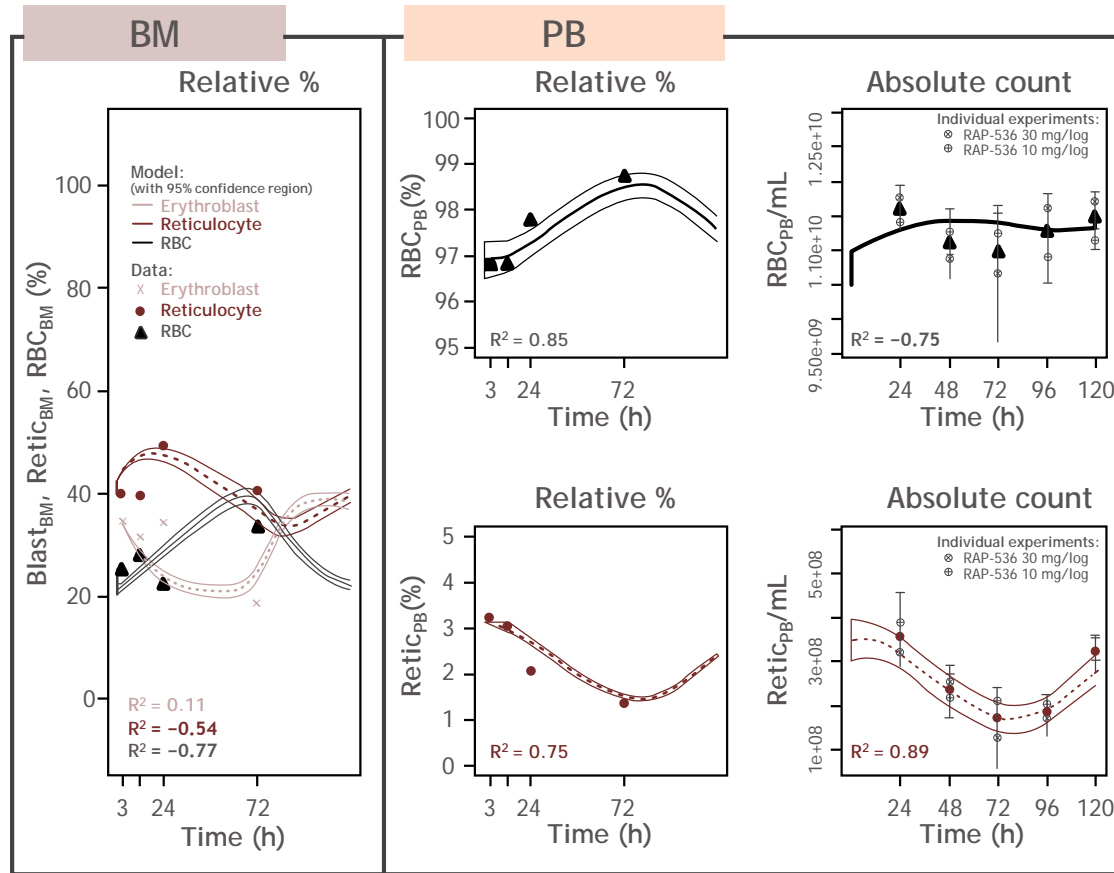 BM
PB
Relative %
Blast_BM, Retic_BM, RBC_BM (%)
100
80
60
40
20
0
Model:
(with 95% confidence region)
Erythroblast
Reticulocyte
RBC
Data:
Erythroblast
Reticulocyte
RBC
R² = 0.11
R² = −0.54
R² = −0.77
3 24 72
Time (h)
Relative %
RBC_PB(%)
100
99
98
97
96
95
R² = 0.85
3 24 72
Time (h)
Absolute count
RBC_PB/mL
1.25e+10
1.25e+10
1.10e+10
1.10e+10
9.50e+09
Individual experiments:
RAP-536 30 mg/log
RAP-536 10 mg/log
R² = −0.75
24 48 72 96 120
Time (h)
Relative %
Retic_PB(%)
5
4
3
2
1
0
R² = 0.75
3 24 72
Time (h)
Absolute count
Retic_PB/mL
5e+08
3e+08
1e+08
Individual experiments:
RAP-536 30 mg/log
RAP-536 10 mg/log
R² = 0.89
24 48 72 96 120
Time (h)